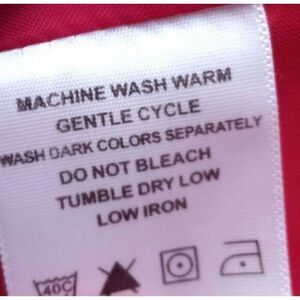 MACHINE WASH WARM
GENTLE CYCLE
WASH DARK COLORS SEPARATELY
DO NOT BLEACH
TUMBLE DRY LOW
LOW IRON
40C